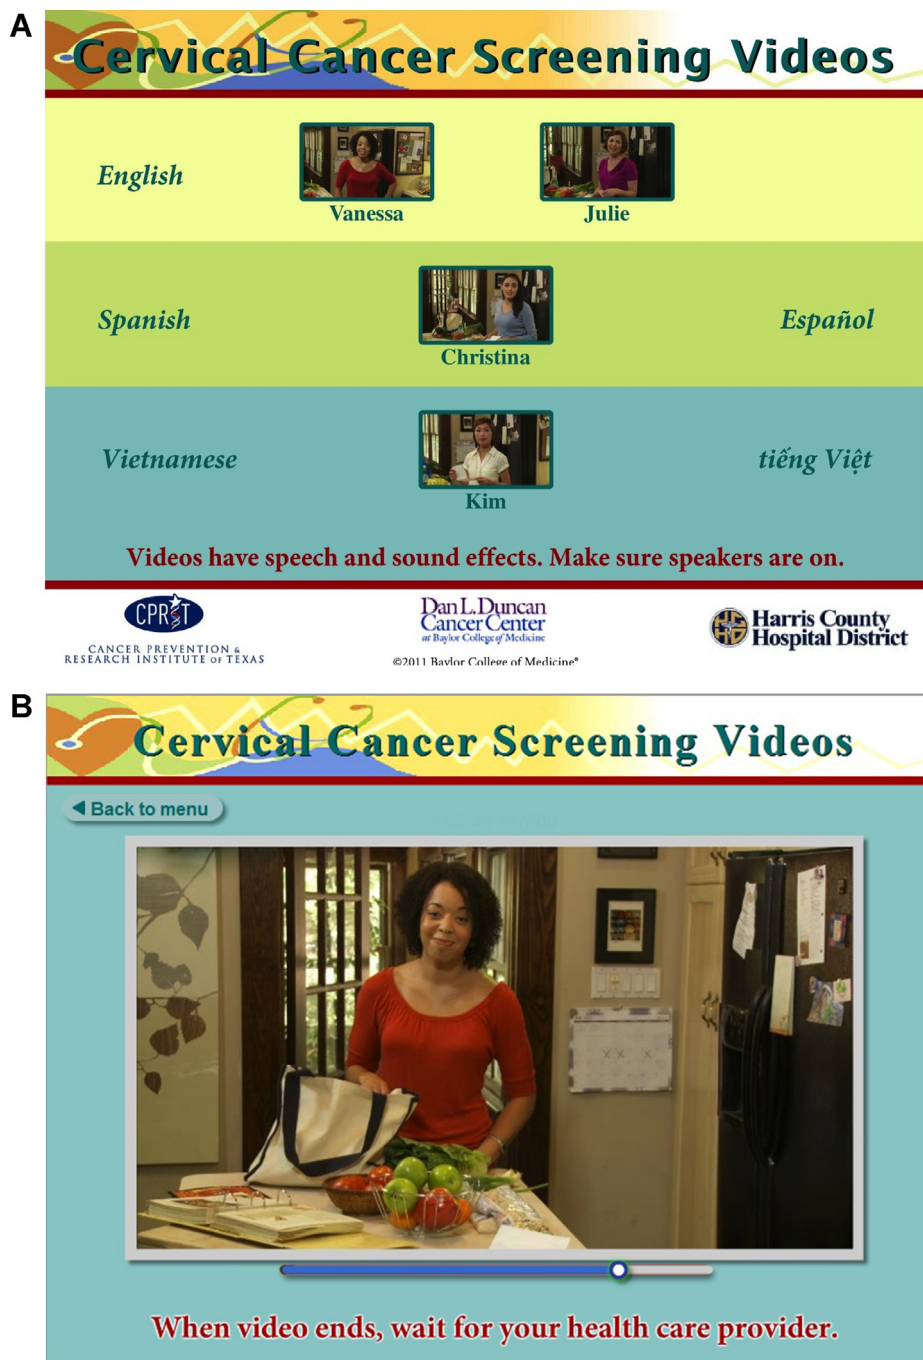 A
Cervical Cancer Screening Videos
English
Vanessa
Julie
Spanish
Christina
Español
Vietnamese
Kim
tiếng Việt
Videos have speech and sound effects. Make sure speakers are on.
CPRIT
CANCER PREVENTION &
RESEARCH INSTITUTE OF TEXAS
Dan L. Duncan
Cancer Center
at Baylor College of Medicine
©2011 Baylor College of Medicine®
HCHD
Harris County
Hospital District
B
Cervical Cancer Screening Videos
Back to menu
When video ends, wait for your health care provider.